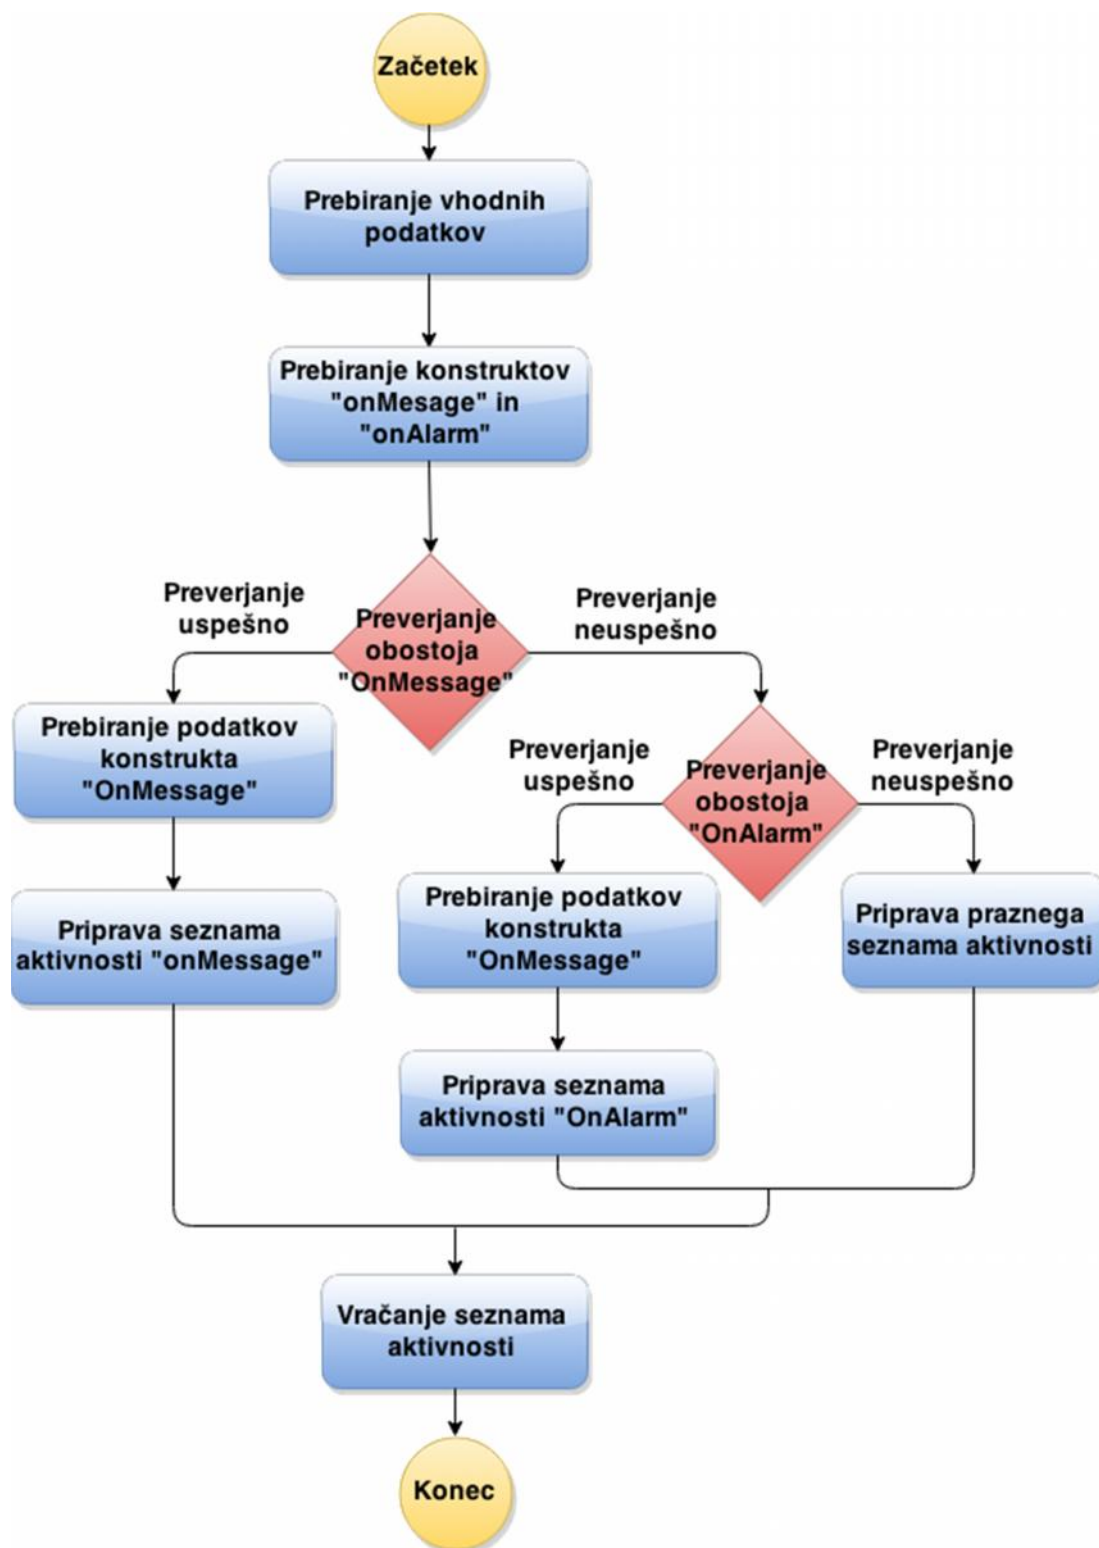 Začetek
Prebiranje vhodnih
podatkov
Prebiranje konstruktov
"onMesage" in
"onAlarm"
Preverjanje
uspešno
Preverjanje
obostoja
"OnMessage"
Preverjanje
neuspešno
Prebiranje podatkov
konstrukta
"OnMessage"
Priprava seznama
aktivnosti "onMessage"
Preverjanje
uspešno
Preverjanje
obostoja
"OnAlarm"
Preverjanje
neuspešno
Prebiranje podatkov
konstrukta
"OnMessage"
Priprava seznama
aktivnosti "OnAlarm"
Priprava praznega
seznama aktivnosti
Vračanje seznama
aktivnosti
Konec